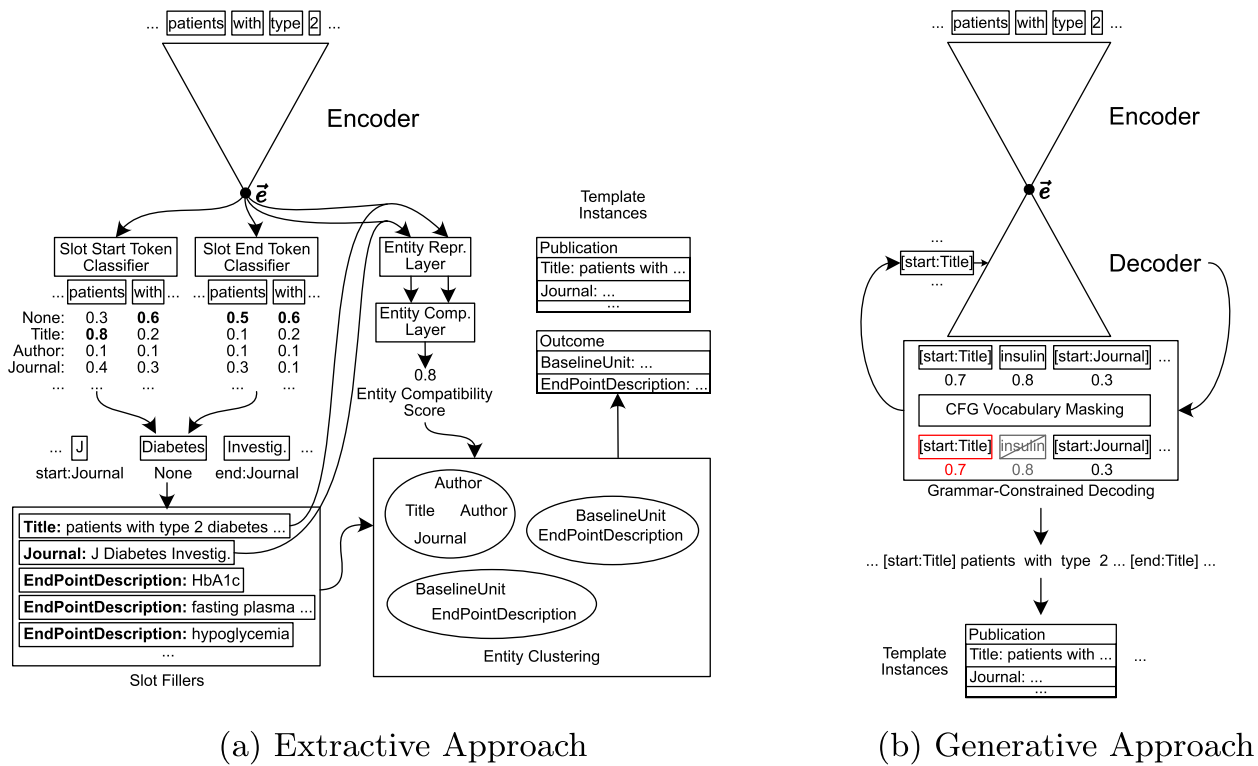 ... patients with type 2 ...
Encoder
e⃗
Slot Start Token
Classifier
Slot End Token
Classifier
... patients with ... patients with ...
None: 0.3 0.6 0.5 0.6
Title: 0.8 0.2 0.1 0.2
Author: 0.1 0.1 0.1 0.1
Journal: 0.4 0.3 0.3 0.1
... ... ... ...
... J Diabetes Investig. ...
start:Journal None end:Journal
Title: patients with type 2 diabetes ...
Journal: J Diabetes Investig.
EndPointDescription: HbA1c
EndPointDescription: fasting plasma ...
EndPointDescription: hypoglycemia
...
Slot Fillers
Entity Repr.
Layer
Entity Comp.
Layer
0.8
Entity Compatibility
Score
Author
Title Author
Journal
BaselineUnit
EndPointDescription
BaselineUnit
EndPointDescription
Entity Clustering
Template
Instances
Publication
Title: patients with ...
Journal: ...
...
Outcome
BaselineUnit: ...
EndPointDescription: ...
(a) Extractive Approach
... patients with type 2 ...
Encoder
e⃗
...
[start:Title]
...
Decoder
[start:Title] insulin [start:Journal] ...
0.7 0.8 0.3
CFG Vocabulary Masking
[start:Title] insulin [start:Journal] ...
0.7 0.8 0.3
Grammar-Constrained Decoding
... [start:Title] patients with type 2 ... [end:Title] ...
Template
Instances
Publication
Title: patients with ...
Journal: ...
...
...
(b) Generative Approach